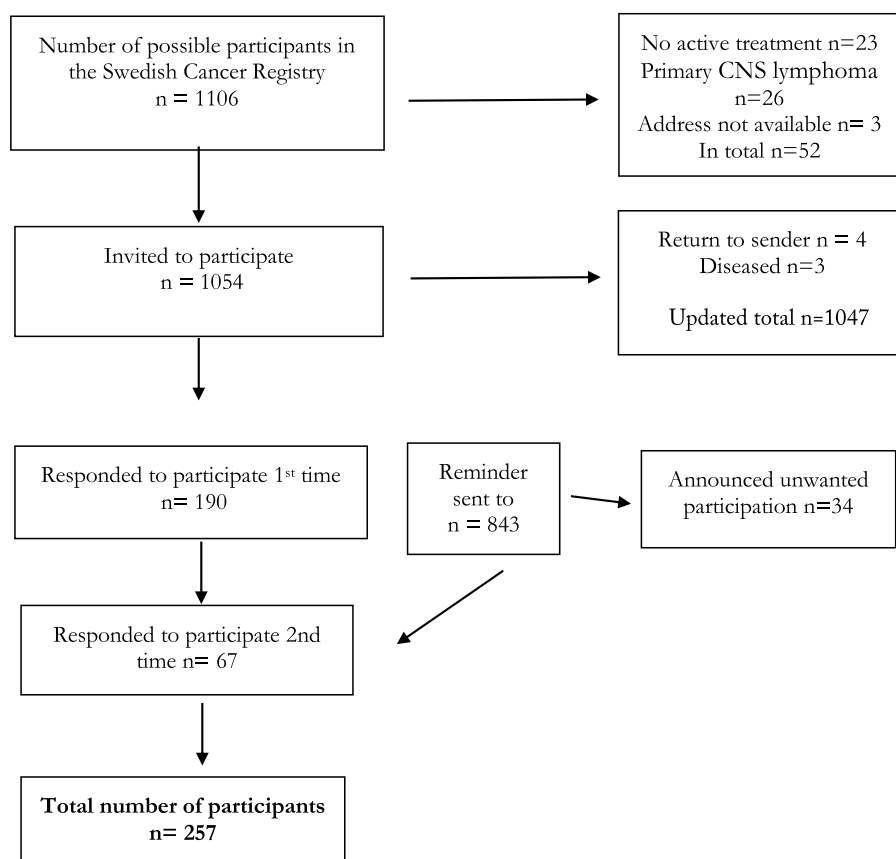 Number of possible participants in
the Swedish Cancer Registry
n = 1106
No active treatment n=23
Primary CNS lymphoma
n=26
Address not available n= 3
In total n=52
Invited to participate
n = 1054
Return to sender n = 4
Diseased n=3
Updated total n=1047
Responded to participate 1st time
n= 190
Reminder
sent to
n = 843
Announced unwanted
participation n=34
Responded to participate 2nd
time n= 67
Total number of participants
n= 257